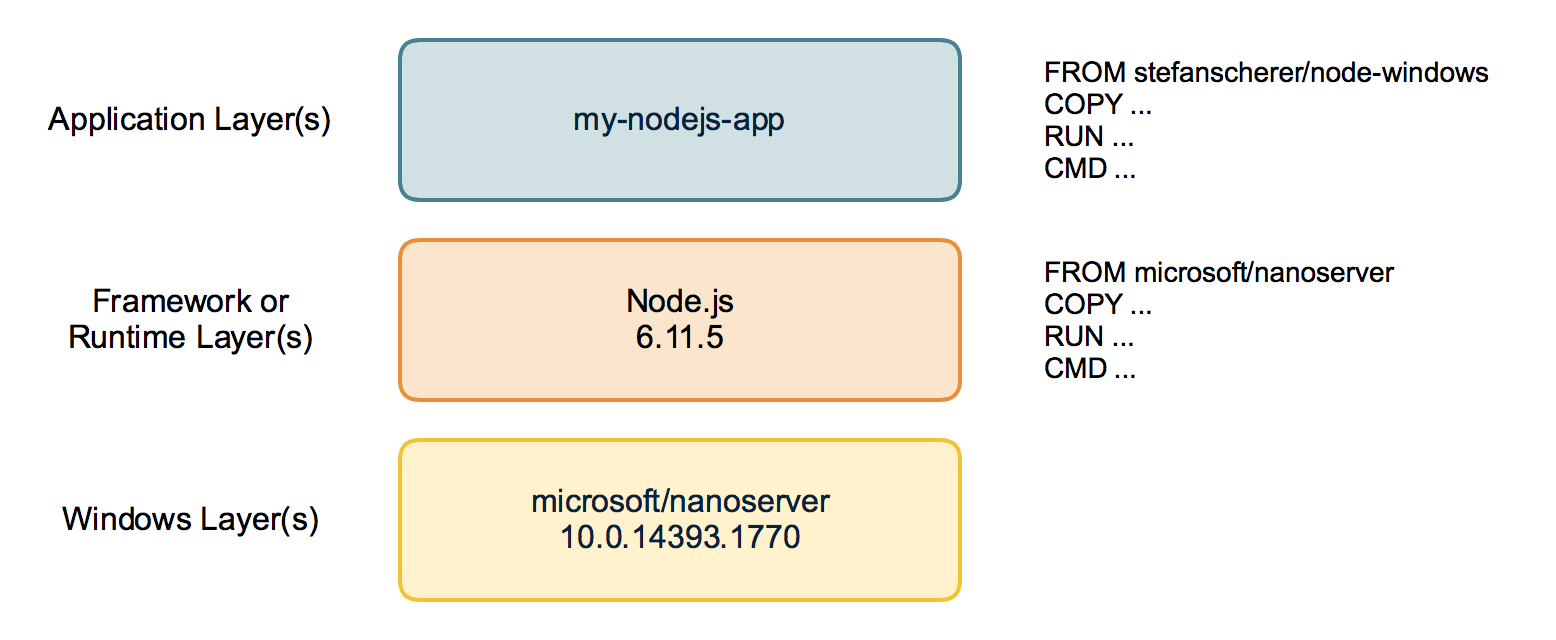 Application Layer(s)
my-nodejs-app
FROM stefanscherer/node-windows
COPY ...
RUN ...
CMD ...
Framework or
Runtime Layer(s)
Node.js
6.11.5
FROM microsoft/nanoserver
COPY ...
RUN ...
CMD ...
Windows Layer(s)
microsoft/nanoserver
10.0.14393.1770